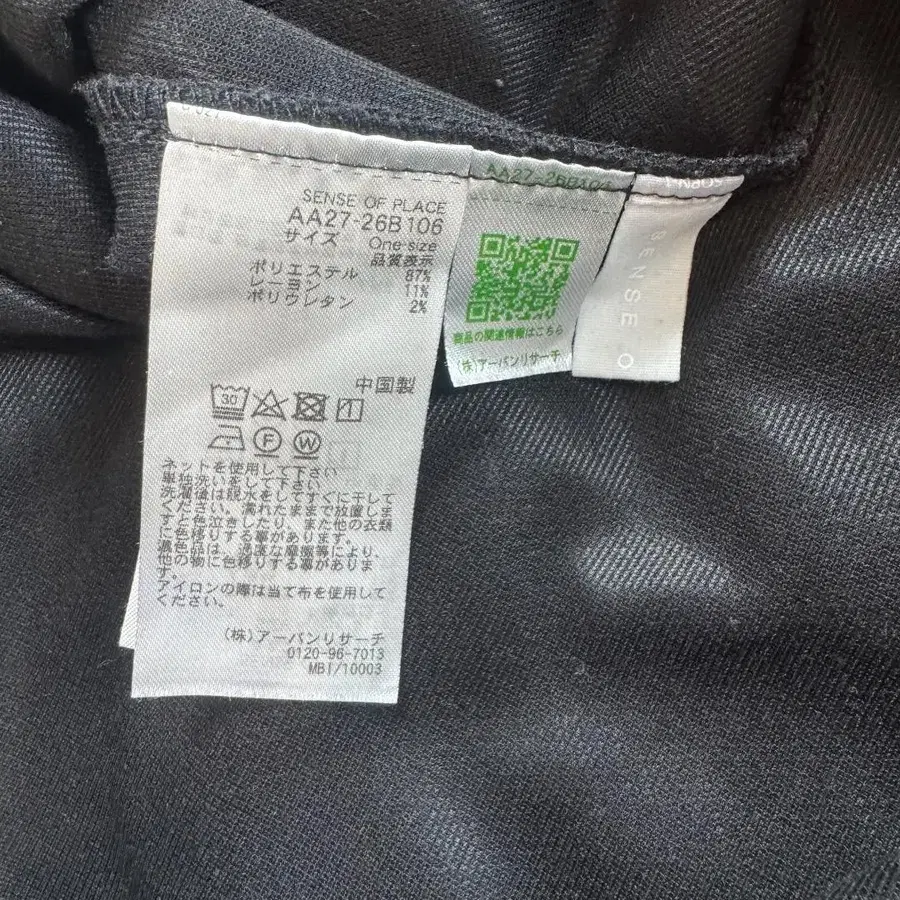 SENSE OF PLACE
AA27-26B106
サイズ One size
品質表示
ポリエステル 87%
レーヨン 11%
ポリウレタン 2%
中国製
30
F W
ネットを使用して下さい
単独洗いをして下さい
洗濯後は脱水をしてすぐに干して
ください。濡れたままで放置しま
すと色泣きしたり、また他の衣類
に色移りする事があります。
濃色品は、過度な摩擦等により、
他の物に色移りする事がありま
す。
アイロンの際は当て布を使用して
ください。
(株)アーバンリサーチ
0120-96-7013
MBI/10003
AA27-26B106
商品の関連情報はこちら
(株)アーバンリサーチ
SENSE O